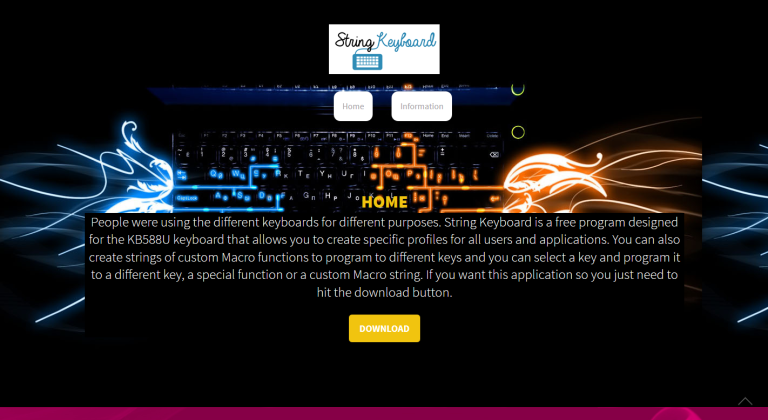 String Keyboard
Home
Information
HOME
People were using the different keyboards for different purposes. String Keyboard is a free program designed
for the KB588U keyboard that allows you to create specific profiles for all users and applications. You can also
create strings of custom Macro functions to program to different keys and you can select a key and program it
to a different key, a special function or a custom Macro string. If you want this application so you just need to
hit the download button.
DOWNLOAD